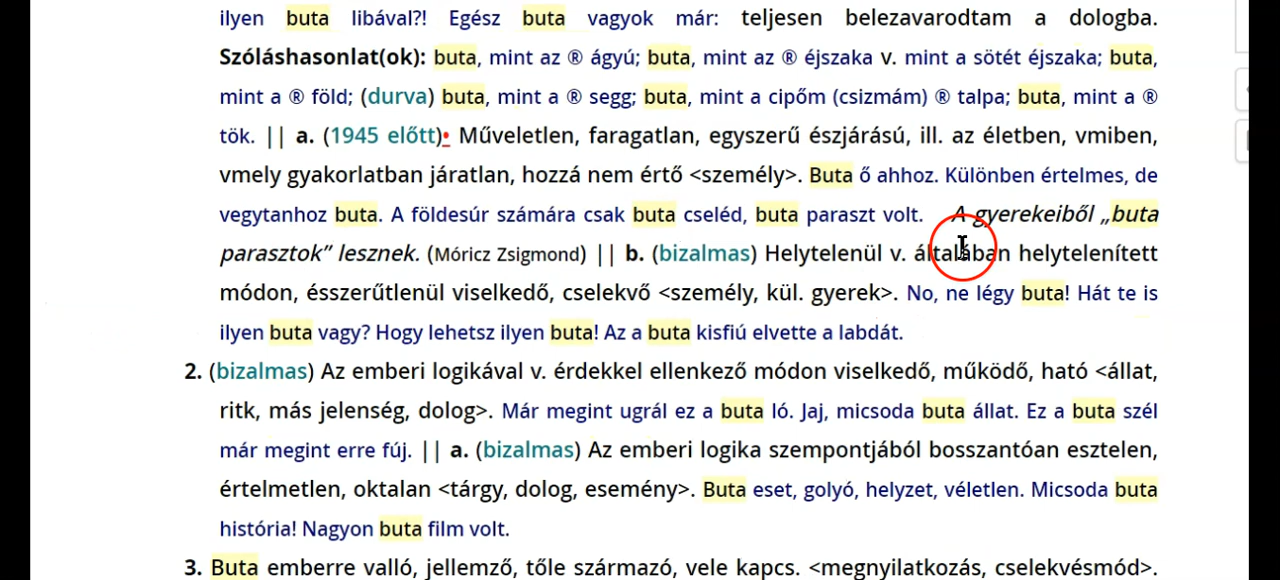 ilyen buta libával?! Egész buta vagyok már: teljesen belezavarodtam a dologba.
Szóláshasonlat(ok): buta, mint az ® ágyú; buta, mint az ® éjszaka v. mint a sötét éjszaka; buta,
mint a ® föld; (durva) buta, mint a ® segg; buta, mint a cipőm (csizmám) ® talpa; buta, mint a ®
tök. || a. (1945 előtt)• Műveletlen, faragatlan, egyszerű észjárású, ill. az életben, vmiben,
vmely gyakorlatban járatlan, hozzá nem értő <személy>. Buta ő ahhoz. Különben értelmes, de
vegytanhoz buta. A földesúr számára csak buta cseléd, buta paraszt volt. A gyerekeiből „buta
parasztok” lesznek. (Móricz Zsigmond) || b. (bizalmas) Helytelenül v. általában helytelenített
módon, ésszerűtlenül viselkedő, cselekvő <személy, kül. gyerek>. No, ne légy buta! Hát te is
ilyen buta vagy? Hogy lehetsz ilyen buta! Az a buta kisfiú elvette a labdát.
2. (bizalmas) Az emberi logikával v. érdekkel ellenkező módon viselkedő, működő, ható <állat,
ritk, más jelenség, dolog>. Már megint ugrál ez a buta ló. Jaj, micsoda buta állat. Ez a buta szél
már megint erre fúj. || a. (bizalmas) Az emberi logika szempontjából bosszantóan esztelen,
értelmetlen, oktalan <tárgy, dolog, esemény>. Buta eset, golyó, helyzet, véletlen. Micsoda buta
história! Nagyon buta film volt.
3. Buta emberre valló, jellemző, tőle származó, vele kapcs. <megnyilatkozás, cselekvésmód>.